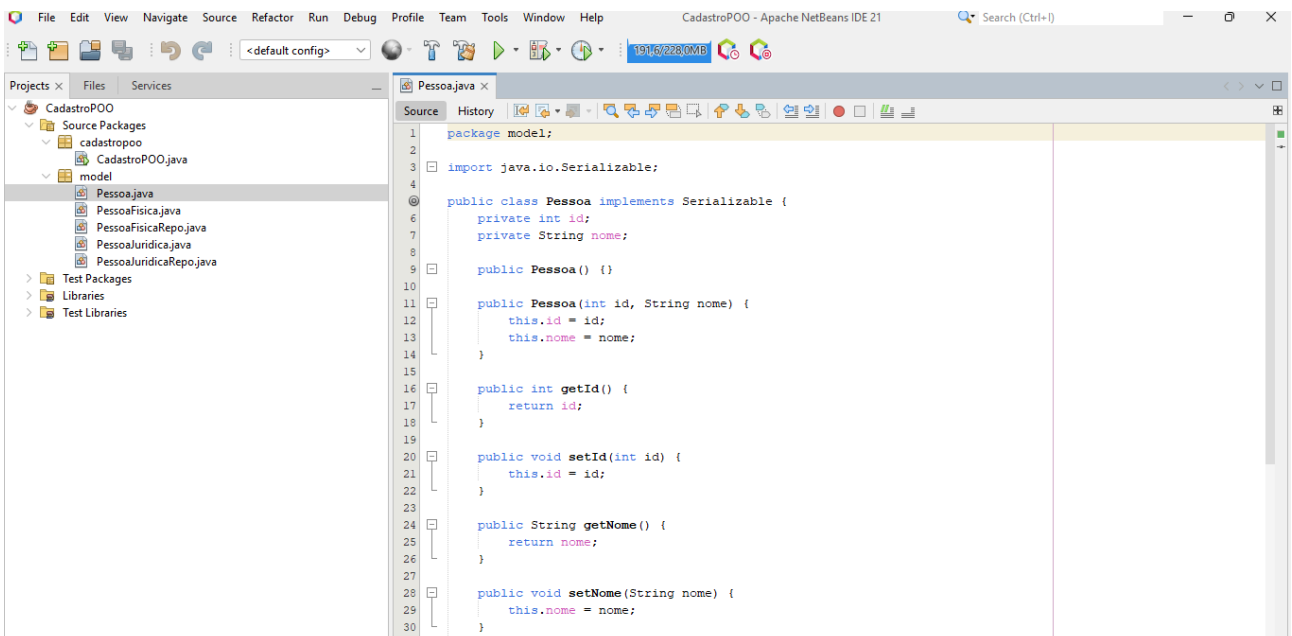 File Edit View Navigate Source Refactor Run Debug Profile Team Tools Window Help CadastroPOO - Apache NetBeans IDE 21 Search (Ctrl+I)
<default config> 191,6/228,0MB
Projects Files Services
CadastroPOO
Source Packages
cadastropoo
CadastroPOO.java
model
Pessoa.java
PessoaFisica.java
PessoaFisicaRepo.java
PessoaJuridica.java
PessoaJuridicaRepo.java
Test Packages
Libraries
Test Libraries
Pessoa.java
Source History
1 package model;
2
3 import java.io.Serializable;
4
public class Pessoa implements Serializable {
6 private int id;
7 private String nome;
8
9 public Pessoa() {}
10
11 public Pessoa(int id, String nome) {
12 this.id = id;
13 this.nome = nome;
14 }
15
16 public int getId() {
17 return id;
18 }
19
20 public void setId(int id) {
21 this.id = id;
22 }
23
24 public String getNome() {
25 return nome;
26 }
27
28 public void setNome(String nome) {
29 this.nome = nome;
30 }